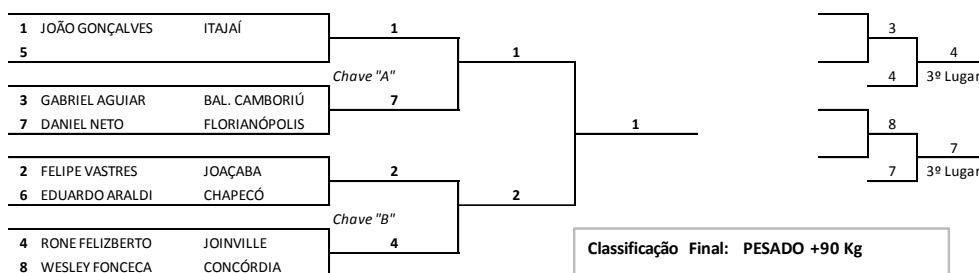 1 JOÃO GONÇALVES ITAJAÍ 1 3
5 1 4
Chave "A" 4 3º Lugar
3 GABRIEL AGUIAR BAL. CAMBORIÚ 7
7 DANIEL NETO FLORIANÓPOLIS 1 8
7
2 FELIPE VASTRES JOAÇABA 2 7 3º Lugar
6 EDUARDO ARALDI CHAPECÓ 2
Chave "B"
4 RONE FELIZBERTO JOINVILLE 4 Classificação Final: PESADO +90 Kg
8 WESLEY FONCECA CONCÓRDIA